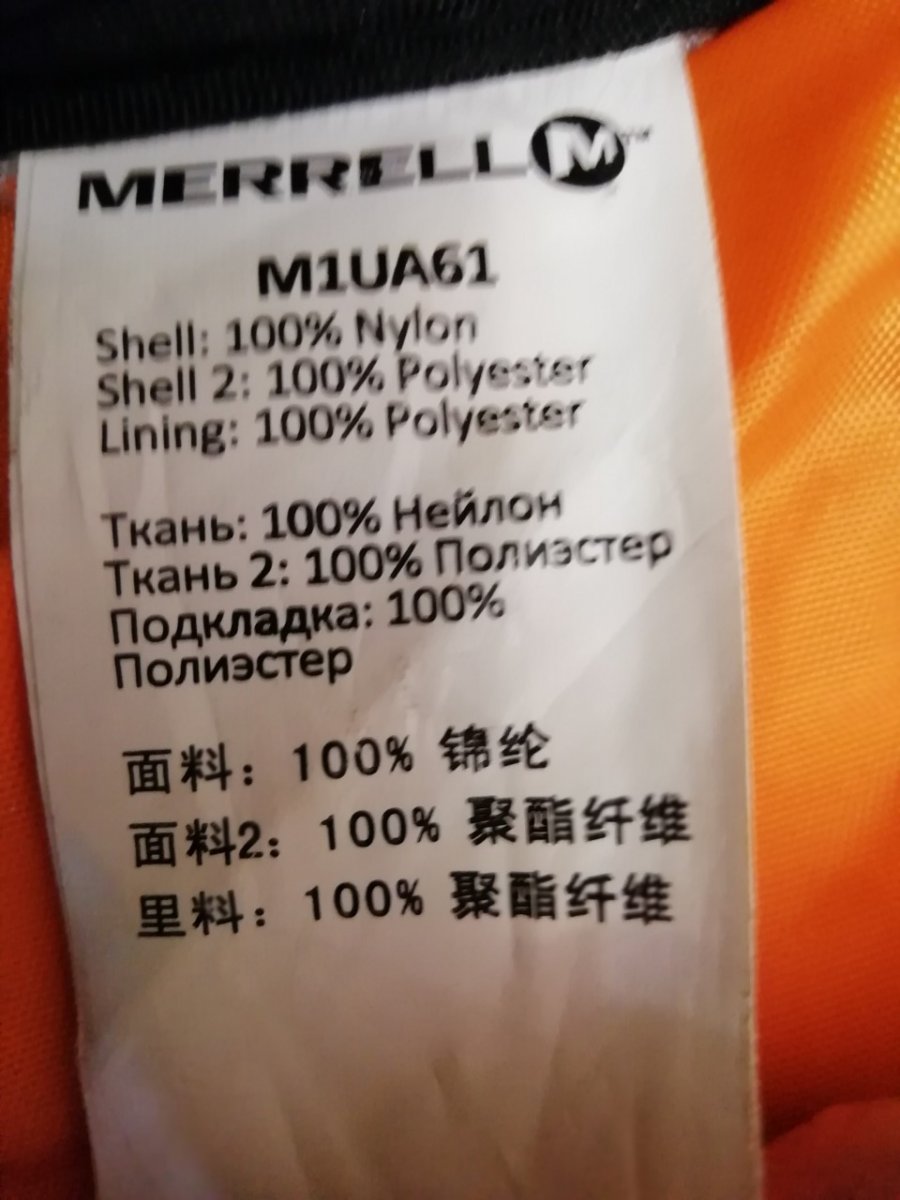 MERRELL M
M1UA61
Shell: 100% Nylon
Shell 2: 100% Polyester
Lining: 100% Polyester
Ткань: 100% Нейлон
Ткань 2: 100% Полиэстер
Подкладка: 100%
Полиэстер
面料：100% 锦纶
面料2：100% 聚酯纤维
里料：100% 聚酯纤维